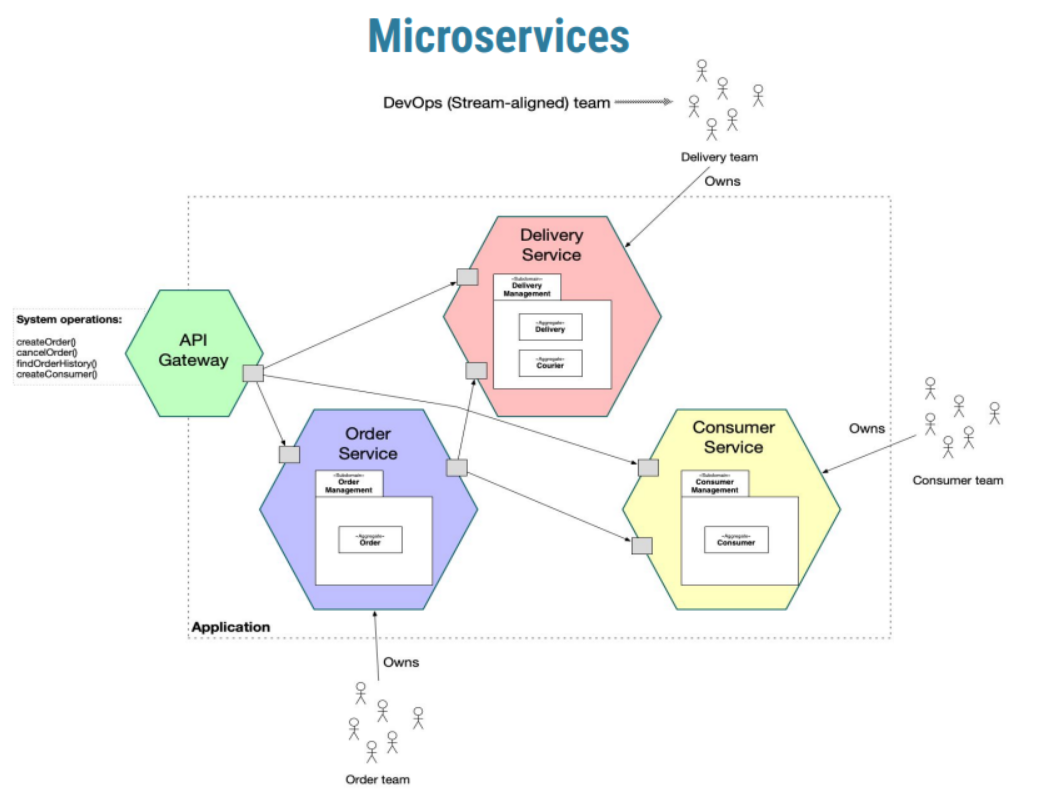 Microservices
DevOps (Stream-aligned) team
Delivery team
Owns
Delivery
Service
«Subdomain»
Delivery
Management
«Aggregate»
Delivery
«Aggregate»
Courier
System operations:
createOrder()
cancelOrder()
findOrderHistory()
createConsumer()
API
Gateway
Order
Service
«Subdomain»
Order
Management
«Aggregate»
Order
Consumer
Service
«Subdomain»
Consumer
Management
«Aggregate»
Consumer
Owns
Consumer team
Application
Owns
Order team